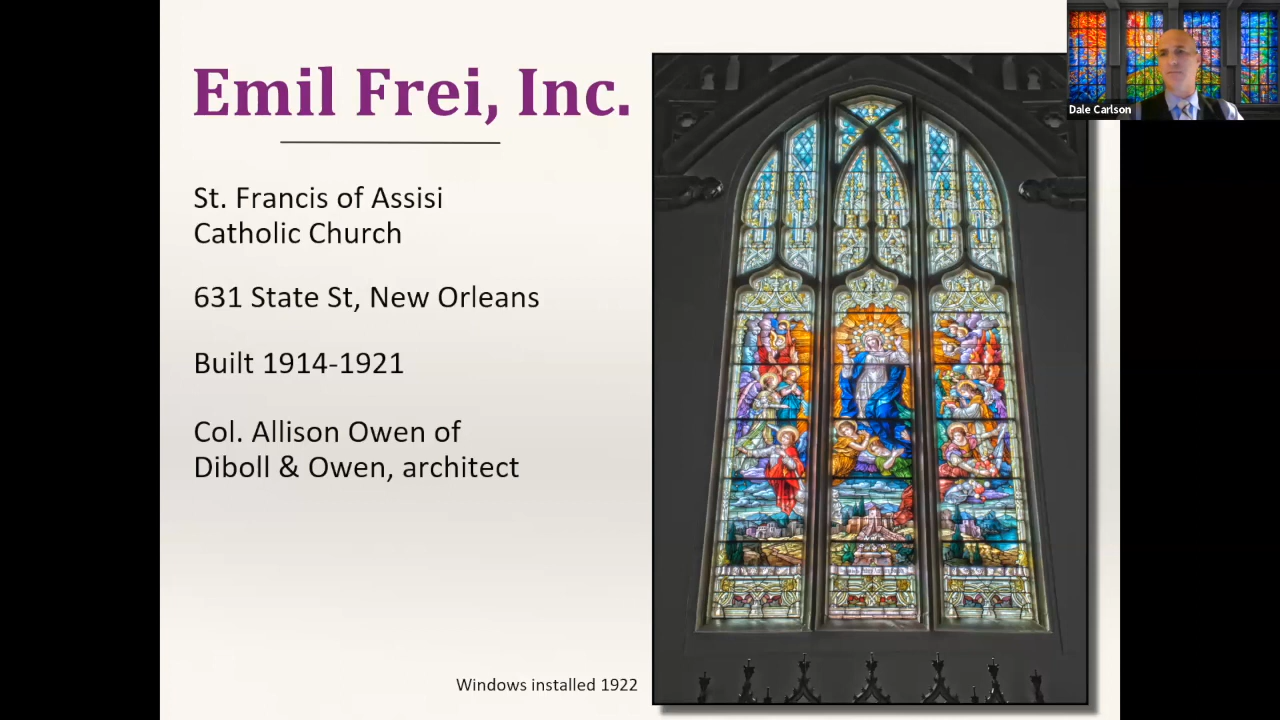 Emil Frei, Inc.
Dale Carlson
St. Francis of Assisi
Catholic Church
631 State St, New Orleans
Built 1914-1921
Col. Allison Owen of
Diboll & Owen, architect
Windows installed 1922